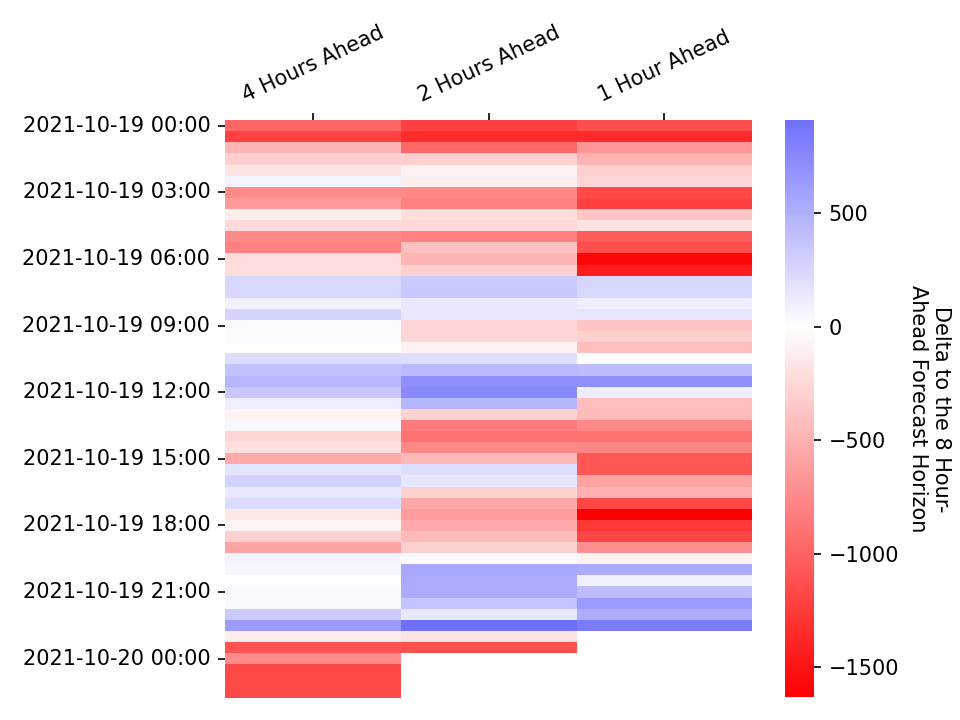 4 Hours Ahead
2 Hours Ahead
1 Hour Ahead
2021-10-19 00:00
2021-10-19 03:00
2021-10-19 06:00
2021-10-19 09:00
2021-10-19 12:00
2021-10-19 15:00
2021-10-19 18:00
2021-10-19 21:00
2021-10-20 00:00
500
0
−500
−1000
−1500
Delta to the 8 Hour-
Ahead Forecast Horizon